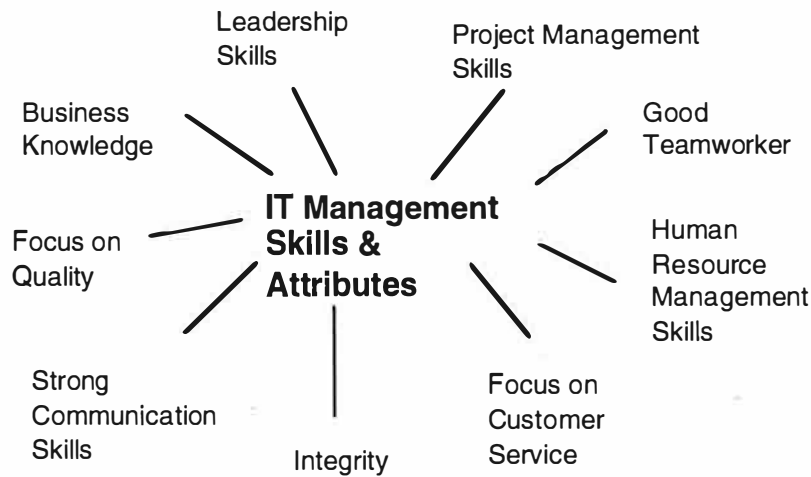 Leadership
Skills
Project Management
Skills
Business
Knowledge
Good
Teamworker
IT Management
Skills &
Attributes
Focus on
Quality
Human
Resource
Management
Skills
Strong
Communication
Skills
Integrity
Focus on
Customer
Service